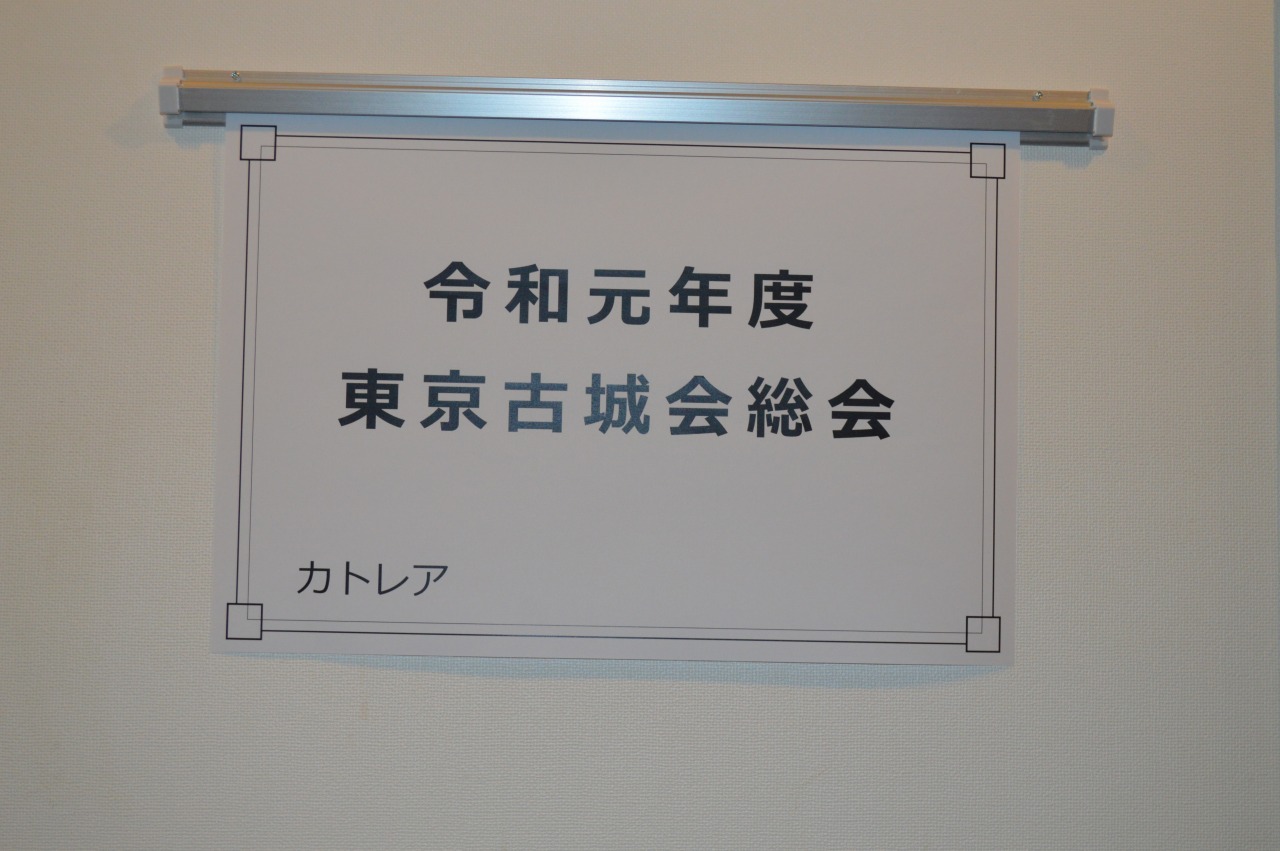 令和元年度
東京古城会総会
カトレア